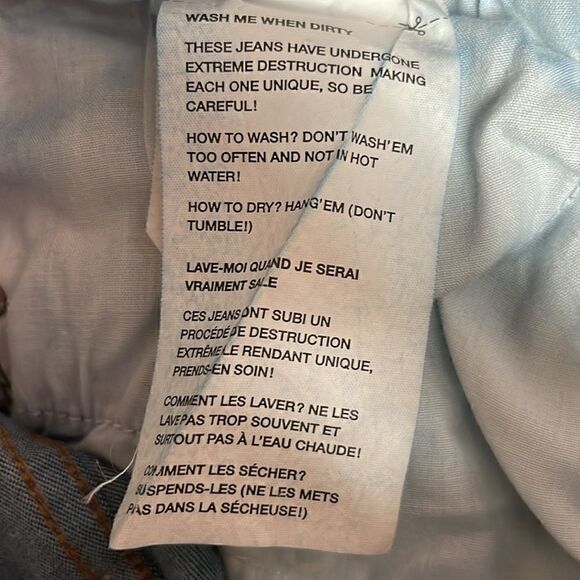 WASH ME WHEN DIRTY
THESE JEANS HAVE UNDERGONE
EXTREME DESTRUCTION MAKING
EACH ONE UNIQUE, SO BE
CAREFUL!
HOW TO WASH? DON'T WASH'EM
TOO OFTEN AND NOT IN HOT
WATER!
HOW TO DRY? HANG'EM (DON'T
TUMBLE!)
LAVE-MOI QUAND JE SERAI
VRAIMENT SALE
CES JEANS ONT SUBI UN
PROCÉDÉ DE DESTRUCTION
EXTRÊME LE RENDANT UNIQUE,
PRENDS-EN SOIN!
COMMENT LES LAVER? NE LES
LAVE PAS TROP SOUVENT ET
SURTOUT PAS À L'EAU CHAUDE!
COMMENT LES SÉCHER?
SUSPENDS-LES (NE LES METS
PAS DANS LA SÉCHEUSE!)